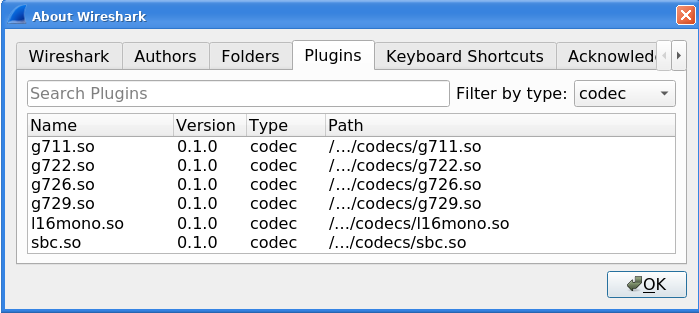 About Wireshark
Wireshark Authors Folders Plugins Keyboard Shortcuts
Search Plugins Filter by type: codec
Name Version Type Path
g711.so 0.1.0 codec /…/codecs/g711.so
g722.so 0.1.0 codec /…/codecs/g722.so
g726.so 0.1.0 codec /…/codecs/g726.so
g729.so 0.1.0 codec /…/codecs/g729.so
l16mono.so 0.1.0 codec /…/codecs/l16mono.so
sbc.so 0.1.0 codec /…/codecs/sbc.so
OK